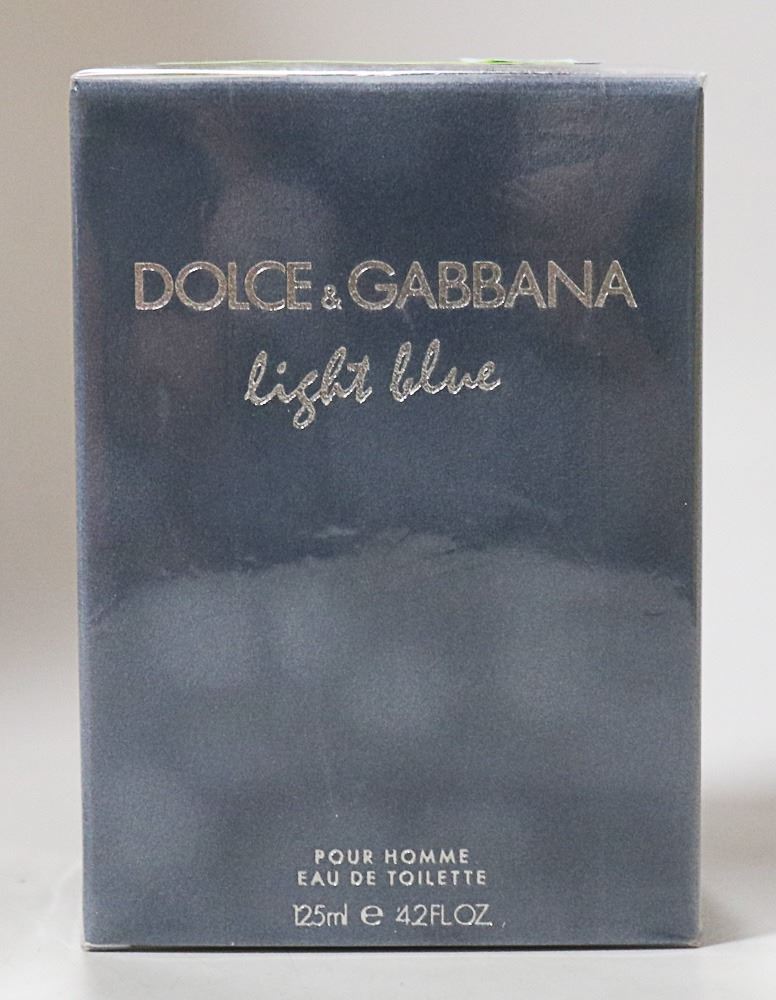 DOLCE & GABBANA
light blue
POUR HOMME
EAU DE TOILETTE
125ml e 4.2FL.OZ.